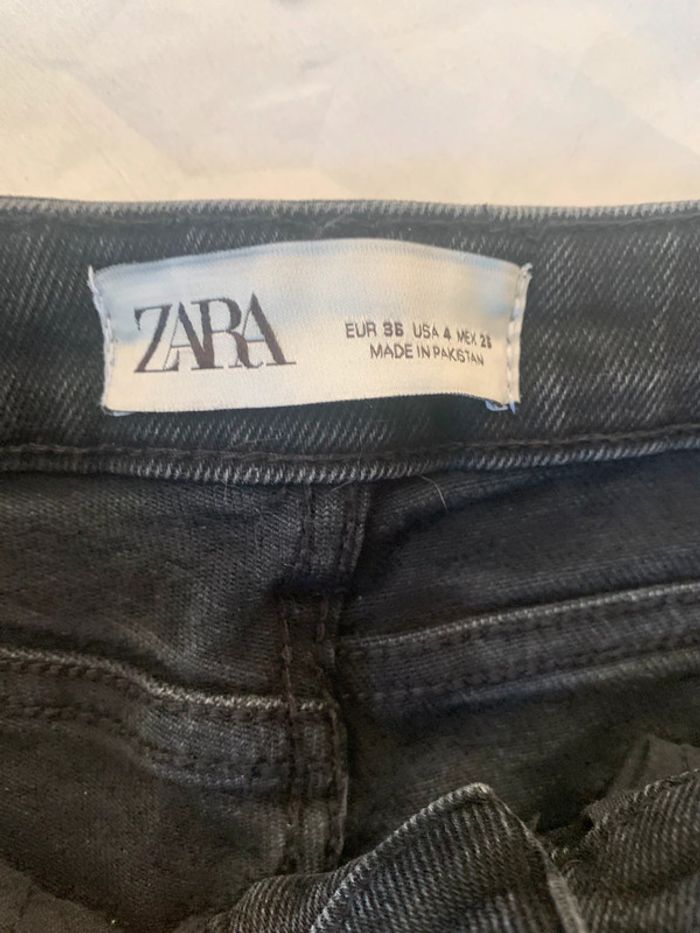 ZARA
EUR 36 USA 4 MEX 26
MADE IN PAKISTAN